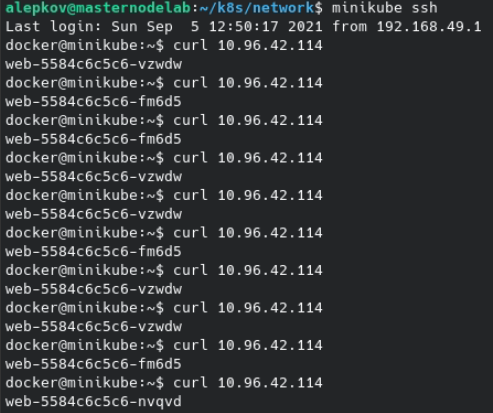 alepkov@masternodelab:~/k8s/network$ minikube ssh
Last login: Sun Sep  5 12:50:17 2021 from 192.168.49.1
docker@minikube:~$ curl 10.96.42.114
web-5584c6c5c6-vzwdw
docker@minikube:~$ curl 10.96.42.114
web-5584c6c5c6-fm6d5
docker@minikube:~$ curl 10.96.42.114
web-5584c6c5c6-fm6d5
docker@minikube:~$ curl 10.96.42.114
web-5584c6c5c6-vzwdw
docker@minikube:~$ curl 10.96.42.114
web-5584c6c5c6-vzwdw
docker@minikube:~$ curl 10.96.42.114
web-5584c6c5c6-fm6d5
docker@minikube:~$ curl 10.96.42.114
web-5584c6c5c6-vzwdw
docker@minikube:~$ curl 10.96.42.114
web-5584c6c5c6-vzwdw
docker@minikube:~$ curl 10.96.42.114
web-5584c6c5c6-fm6d5
docker@minikube:~$ curl 10.96.42.114
web-5584c6c5c6-nvqvd